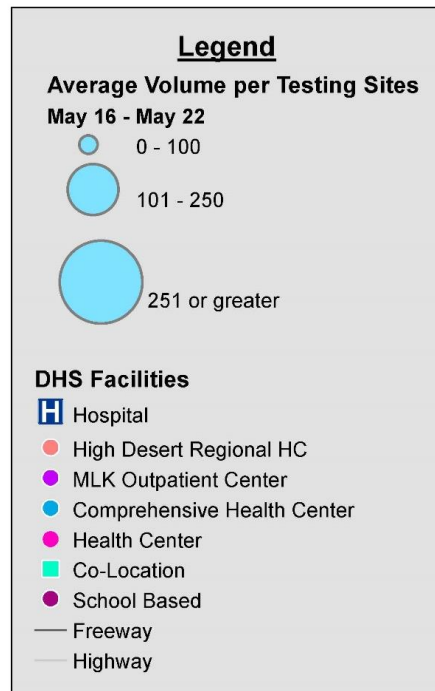 Legend
Average Volume per Testing Sites
May 16 - May 22
0 - 100
101 - 250
251 or greater
DHS Facilities
H Hospital
High Desert Regional HC
MLK Outpatient Center
Comprehensive Health Center
Health Center
Co-Location
School Based
Freeway
Highway